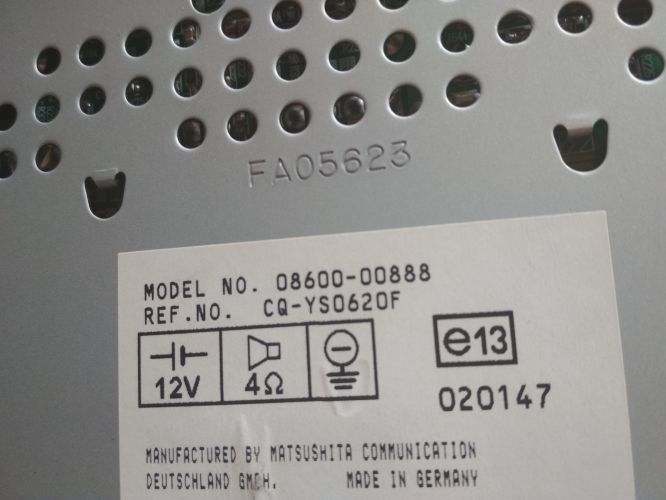 FA05623
MODEL NO. 08600-00888
REF.NO. CQ-YS0620F
12V
4Ω
e13
020147
MANUFACTURED BY MATSUSHITA COMMUNICATION
DEUTSCHLAND GMBH. MADE IN GERMANY